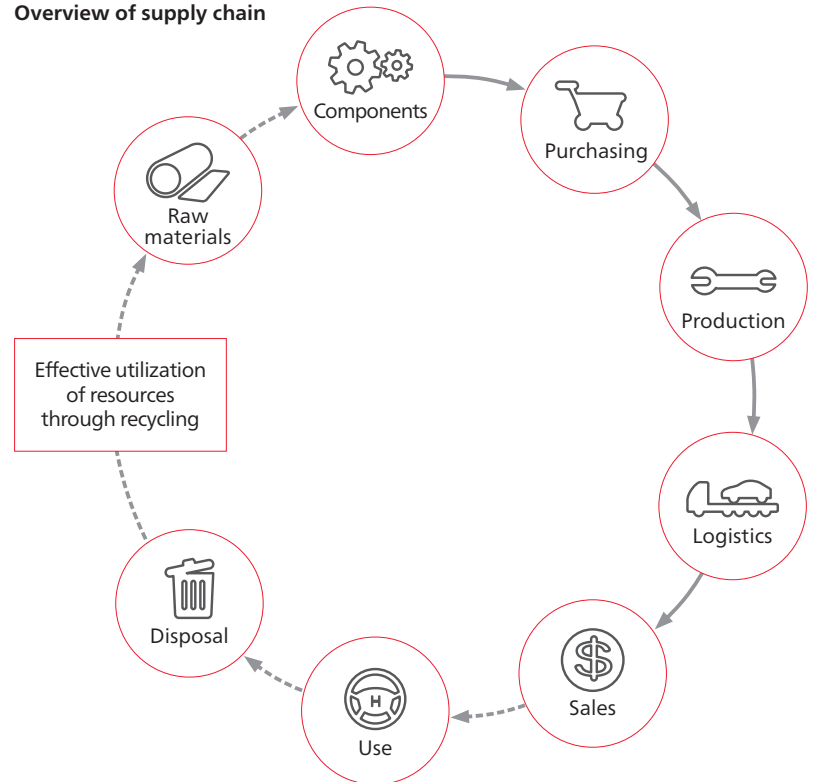 Overview of supply chain
Components
Purchasing
Raw
materials
Production
Effective utilization
of resources
through recycling
Logistics
Disposal
$
Sales
H
Use